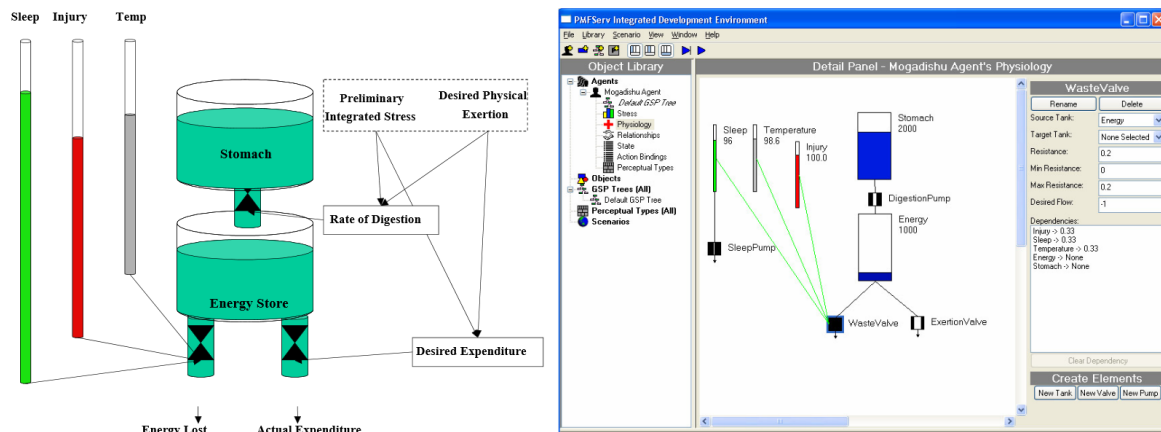 Sleep Injury Temp
Preliminary
Integrated Stress
Desired Physical
Exertion
Stomach
Rate of Digestion
Energy Store
Desired Expenditure
Energy Lost
Actual Expenditure
PMFServ Integrated Development Environment
File Library Scenario View Window Help
Object Library
Agents
Mogadishu Agent
Default GSP Tree
Stress
Physiology
Relationships
State
Action Bindings
Perceptual Types
Objects
GSP Trees (All)
Default GSP Tree
Perceptual Types (All)
Scenarios
Detail Panel - Mogadishu Agent's Physiology
Sleep
96
Temperature
98.6
Injury
100.0
Stomach
2000
DigestionPump
Energy
1000
SleepPump
WasteValve
ExertionValve
WasteValve
Rename Delete
Source Tank: Energy
Target Tank: None Selected
Resistance: 0.2
Min Resistance: 0
Max Resistance: 0.2
Desired Flow: -1
Dependencies:
Injury -> 0.33
Sleep -> 0.33
Temperature -> 0.33
Energy -> None
Stomach -> None
Clear Dependency
Create Elements
New Tank New Valve New Pump